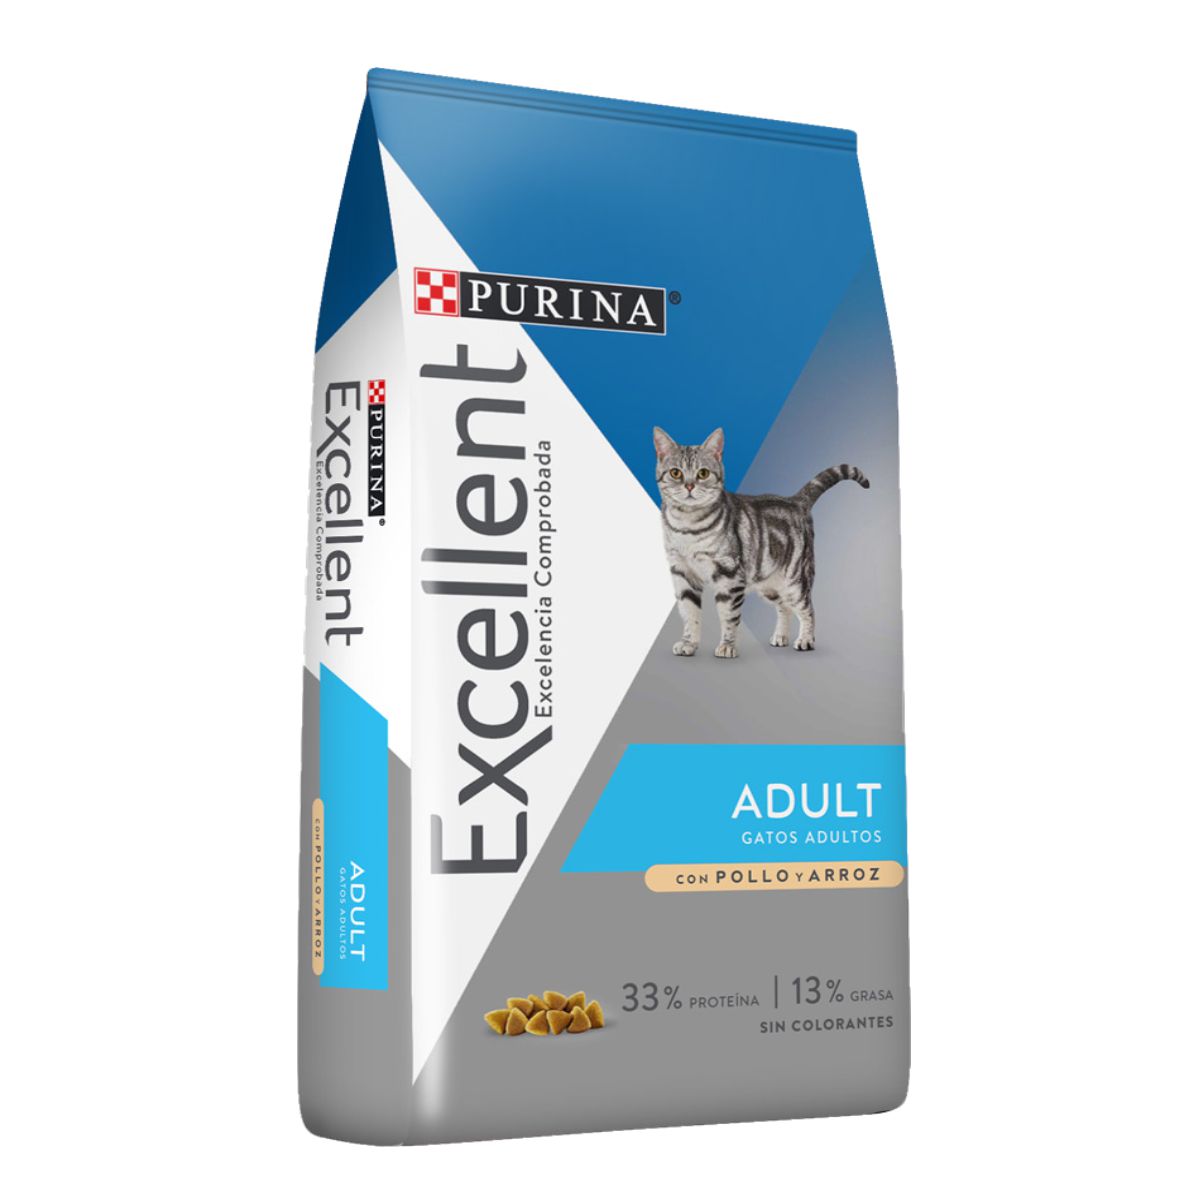 PURINA®
Excellent
Excelencia Comprobada
ADULT
GATOS ADULTOS
CON POLLO Y ARROZ
33% PROTEÍNA | 13% GRASA
SIN COLORANTES
PURINA®
Excellent
Excelencia Comprobada
ADULT
GATOS ADULTOS
CON POLLO Y ARROZ